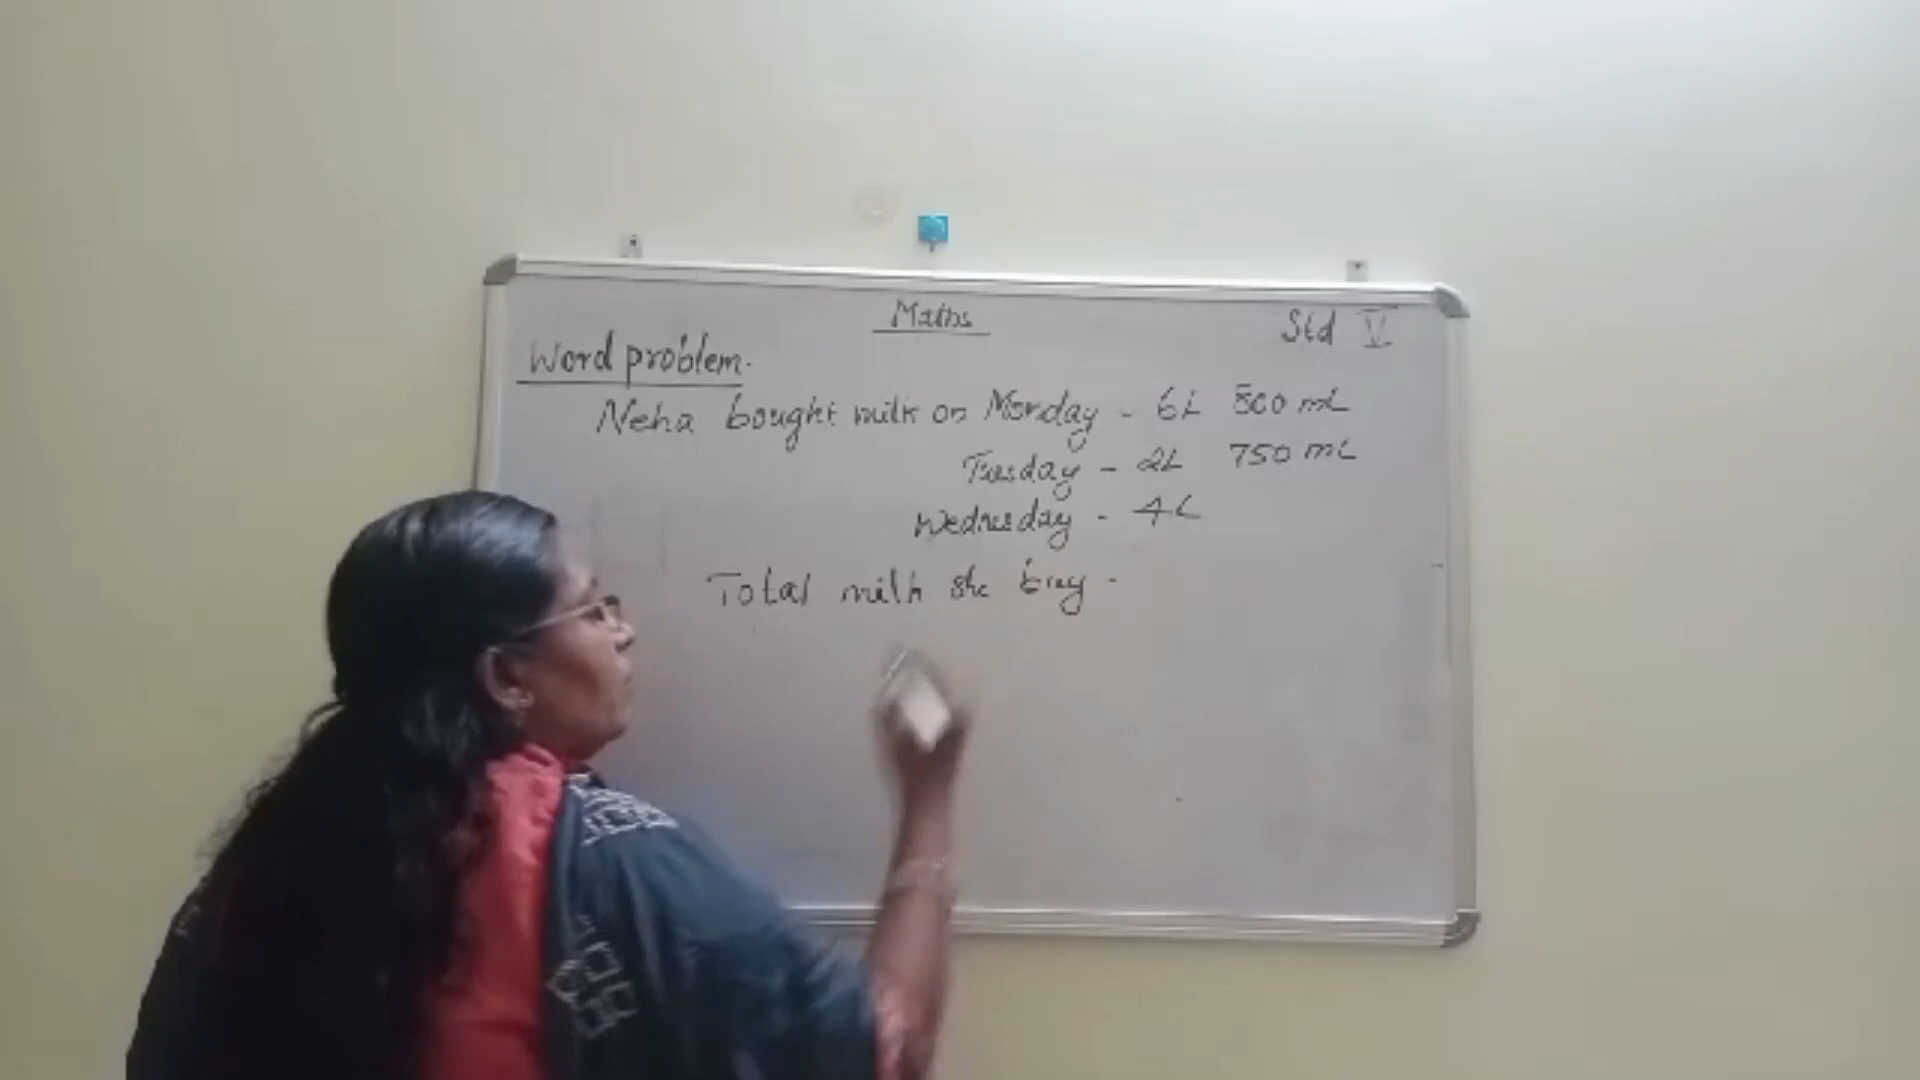 Maths
Std V
Word problem.
Neha bought milk on Monday - 6L 500 mL
Tuesday - 2L 750 mL
Wednesday - 4L
Total milk she buy -